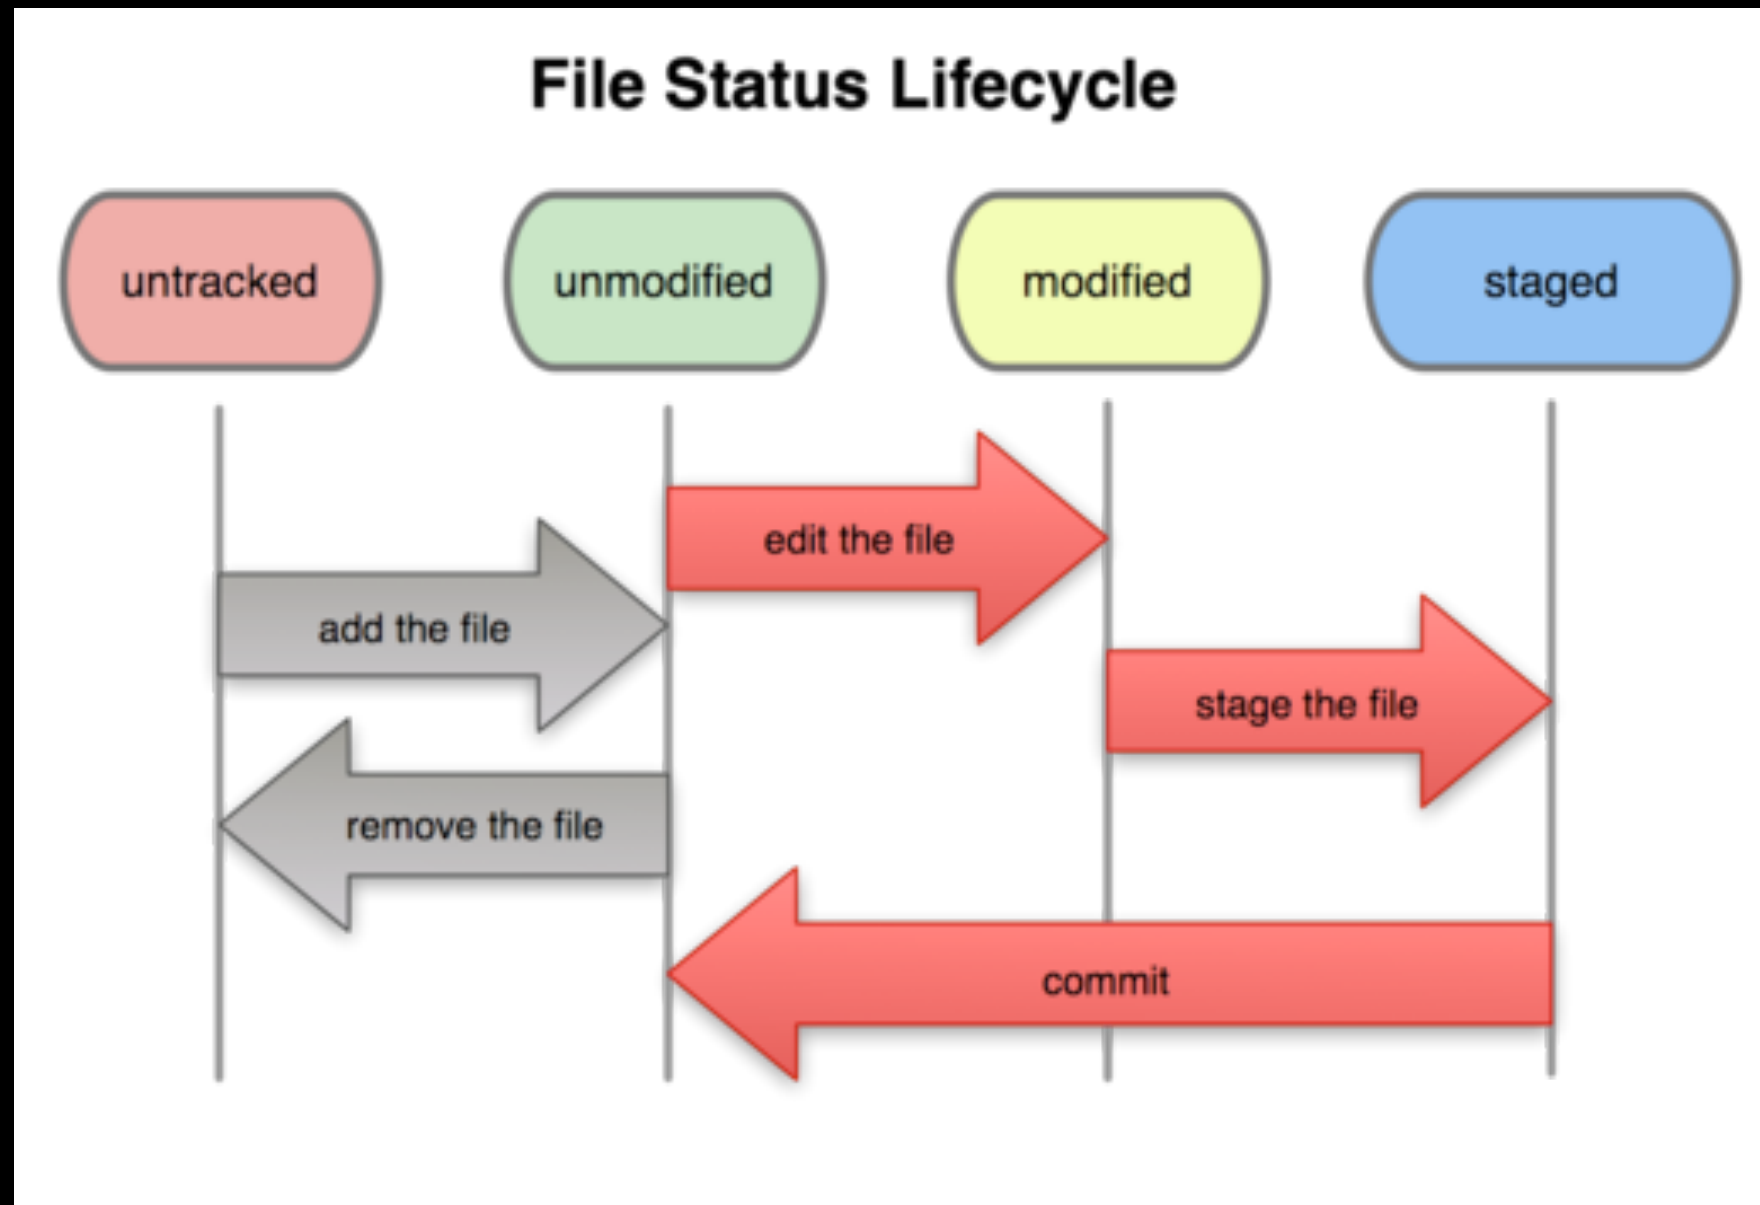 File Status Lifecycle
untracked
unmodified
modified
staged
edit the file
add the file
stage the file
remove the file
commit